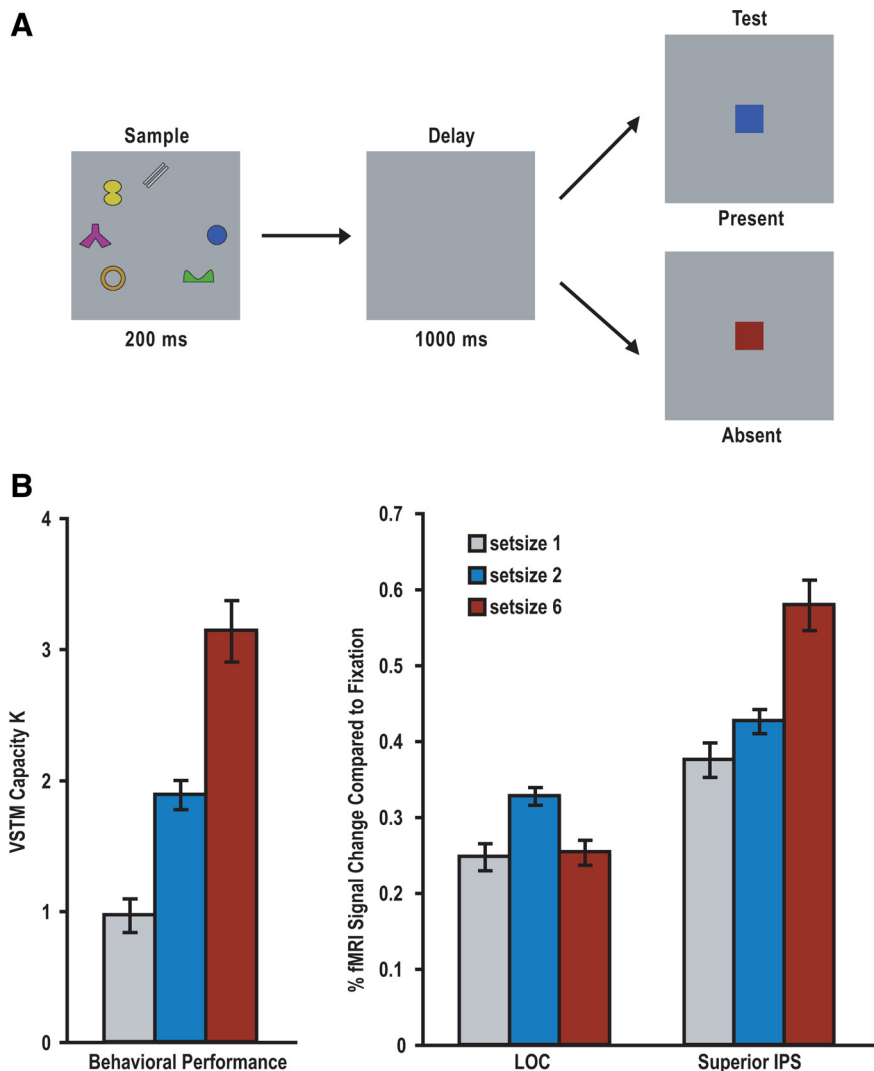 A
Sample
200 ms
Delay
1000 ms
Test
Present
Absent
B
VSTM Capacity K
4
3
2
1
0
Behavioral Performance
% fMRI Signal Change Compared to Fixation
0.7
0.6
0.5
0.4
0.3
0.2
0.1
0
setsize 1
setsize 2
setsize 6
LOC
Superior IPS